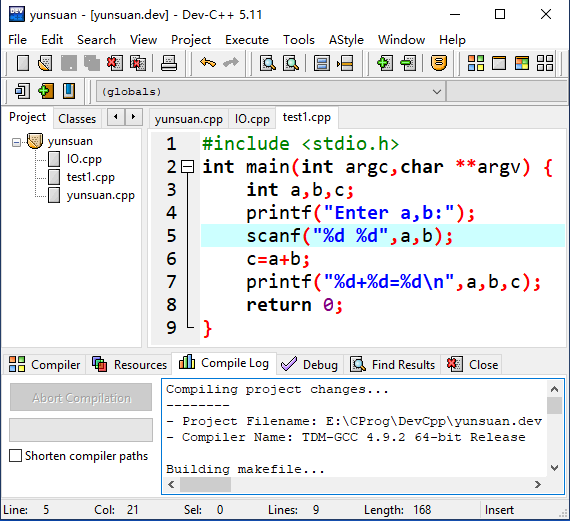 yunsuan - [yunsuan.dev] - Dev-C++ 5.11
File Edit Search View Project Execute Tools AStyle Window Help
(globals)
Project Classes yunsuan.cpp IO.cpp test1.cpp
yunsuan
IO.cpp
test1.cpp
yunsuan.cpp
1 #include <stdio.h>
2 int main(int argc,char **argv) {
3 int a,b,c;
4 printf("Enter a,b:");
5 scanf("%d %d",a,b);
6 c=a+b;
7 printf("%d+%d=%d\n",a,b,c);
8 return 0;
9 }
Compiler Resources Compile Log Debug Find Results Close
Abort Compilation
Shorten compiler paths
Compiling project changes...
--------
- Project Filename: E:\CProg\DevCpp\yunsuan.dev
- Compiler Name: TDM-GCC 4.9.2 64-bit Release
Building makefile...
Line: 5 Col: 21 Sel: 0 Lines: 9 Length: 168 Insert